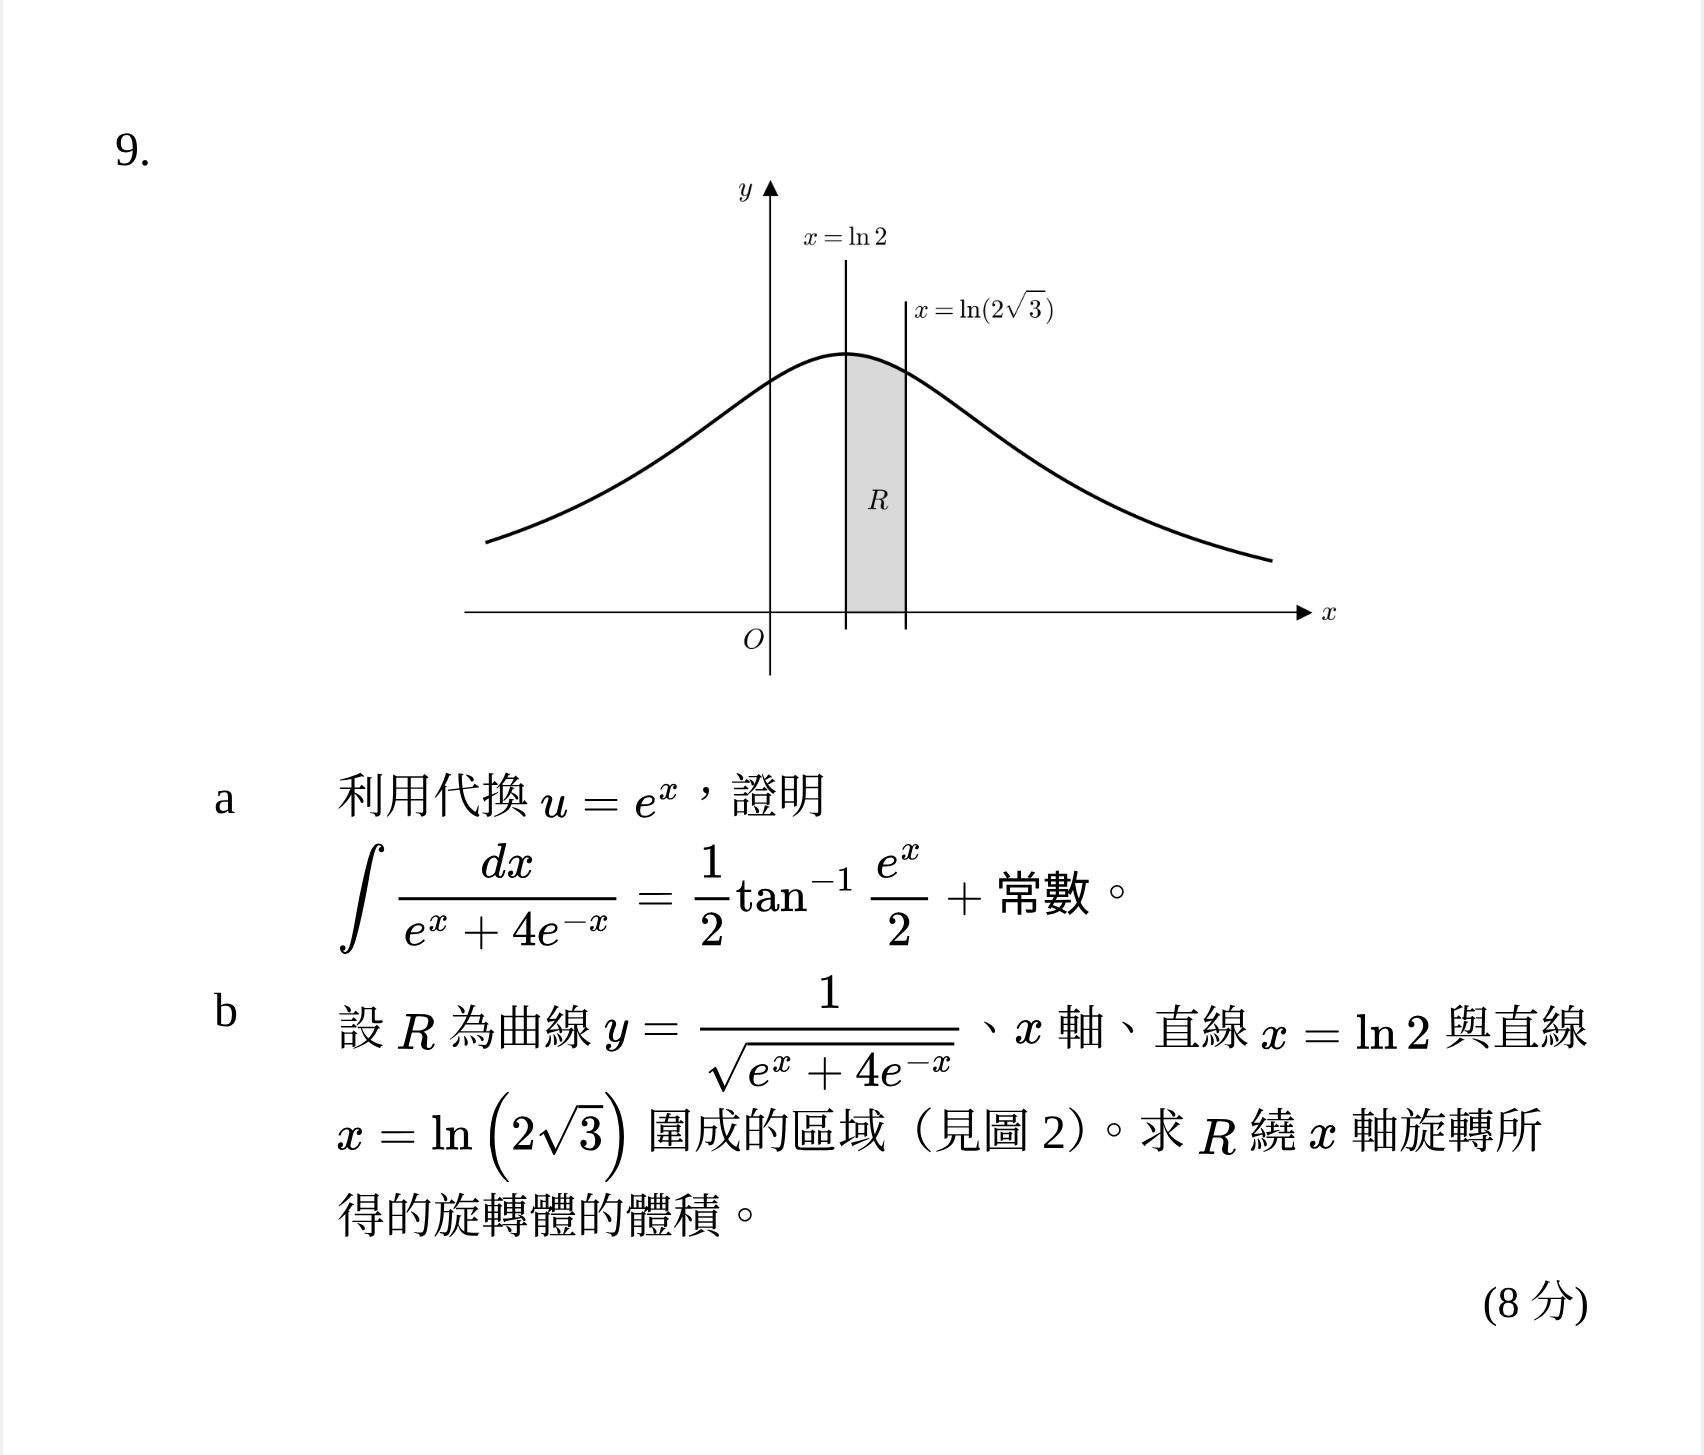 9.
y
x = ln 2
x = ln(2√3)
R
x
O
a 利用代換 u = e^x，證明
∫ dx/(e^x + 4e^{−x}) = 1/2 tan^{−1} e^x/2 + 常數。
b 設 R 為曲線 y = 1/√(e^x + 4e^{−x})、x 軸、直線 x = ln 2 與直線
x = ln(2√3) 圍成的區域（見圖 2）。求 R 繞 x 軸旋轉所
得的旋轉體的體積。
(8 分)